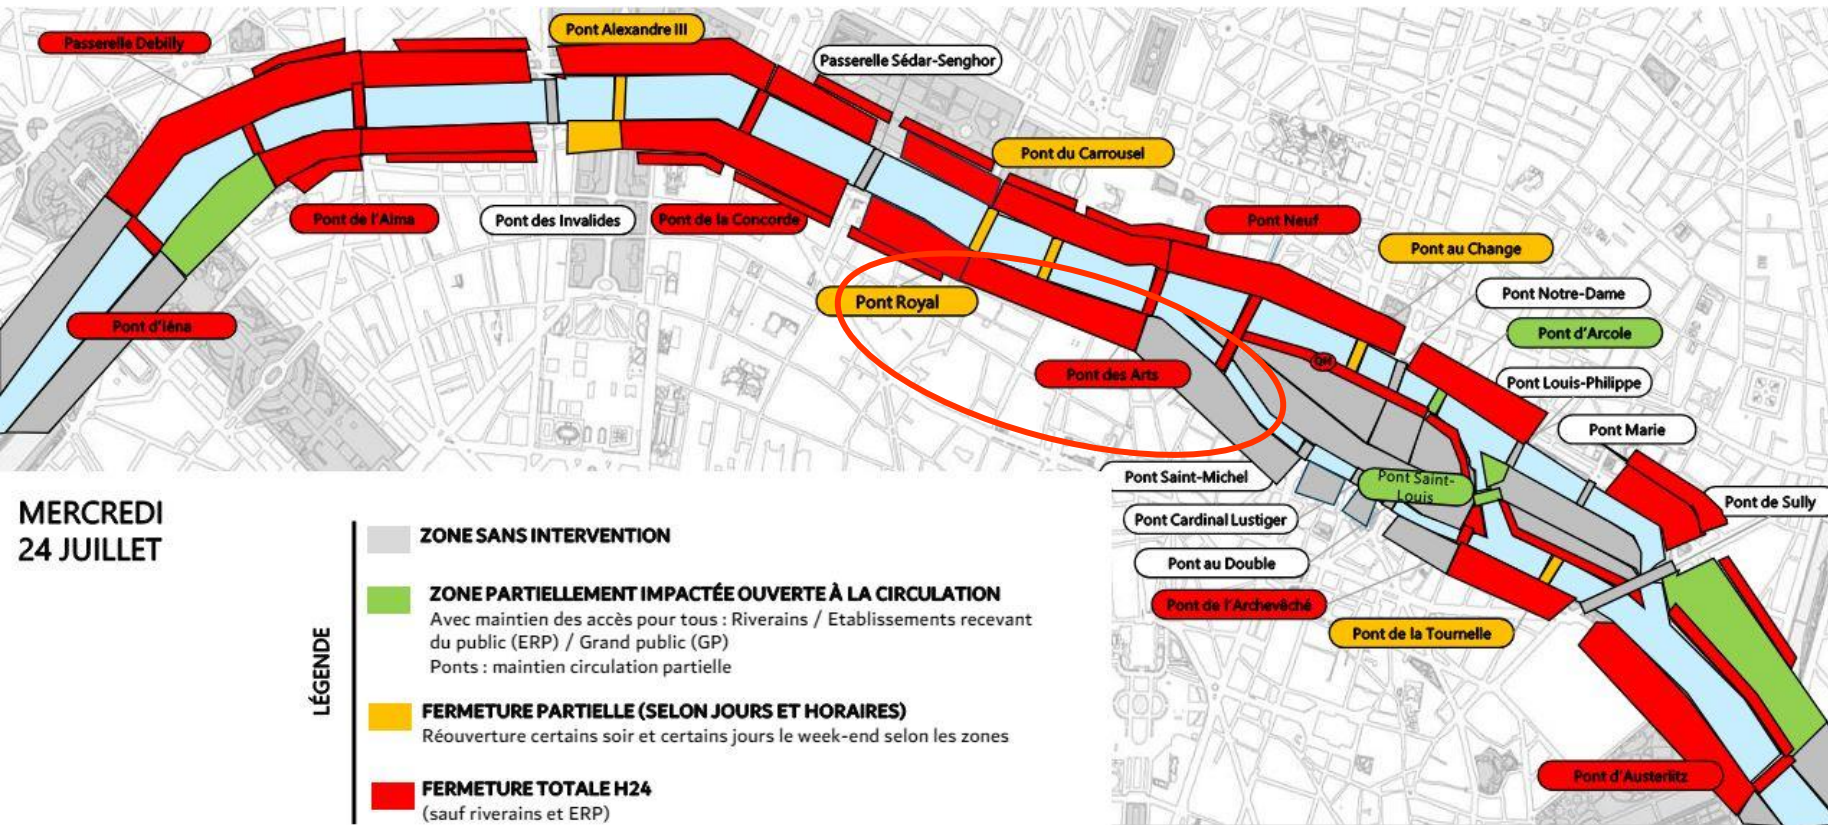 Passerelle Debilly
Pont Alexandre III
Passerelle Sédar-Senghor
Pont du Carrousel
Pont de l'Alma
Pont des Invalides
Pont de la Concorde
Pont Neuf
Pont au Change
Pont Notre-Dame
Pont Royal
Pont d'Iéna
Pont d'Arcole
QH
Pont des Arts
Pont Louis-Philippe
Pont Marie
Pont Saint-Michel
Pont Saint-
Louis
Pont de Sully
Pont Cardinal Lustiger
Pont au Double
Pont de l'Archevêché
Pont de la Tournelle
Pont d'Austerlitz
MERCREDI
24 JUILLET
LÉGENDE
ZONE SANS INTERVENTION
ZONE PARTIELLEMENT IMPACTÉE OUVERTE À LA CIRCULATION
Avec maintien des accès pour tous : Riverains / Etablissements recevant
du public (ERP) / Grand public (GP)
Ponts : maintien circulation partielle
FERMETURE PARTIELLE (SELON JOURS ET HORAIRES)
Réouverture certains soir et certains jours le week-end selon les zones
FERMETURE TOTALE H24
(sauf riverains et ERP)